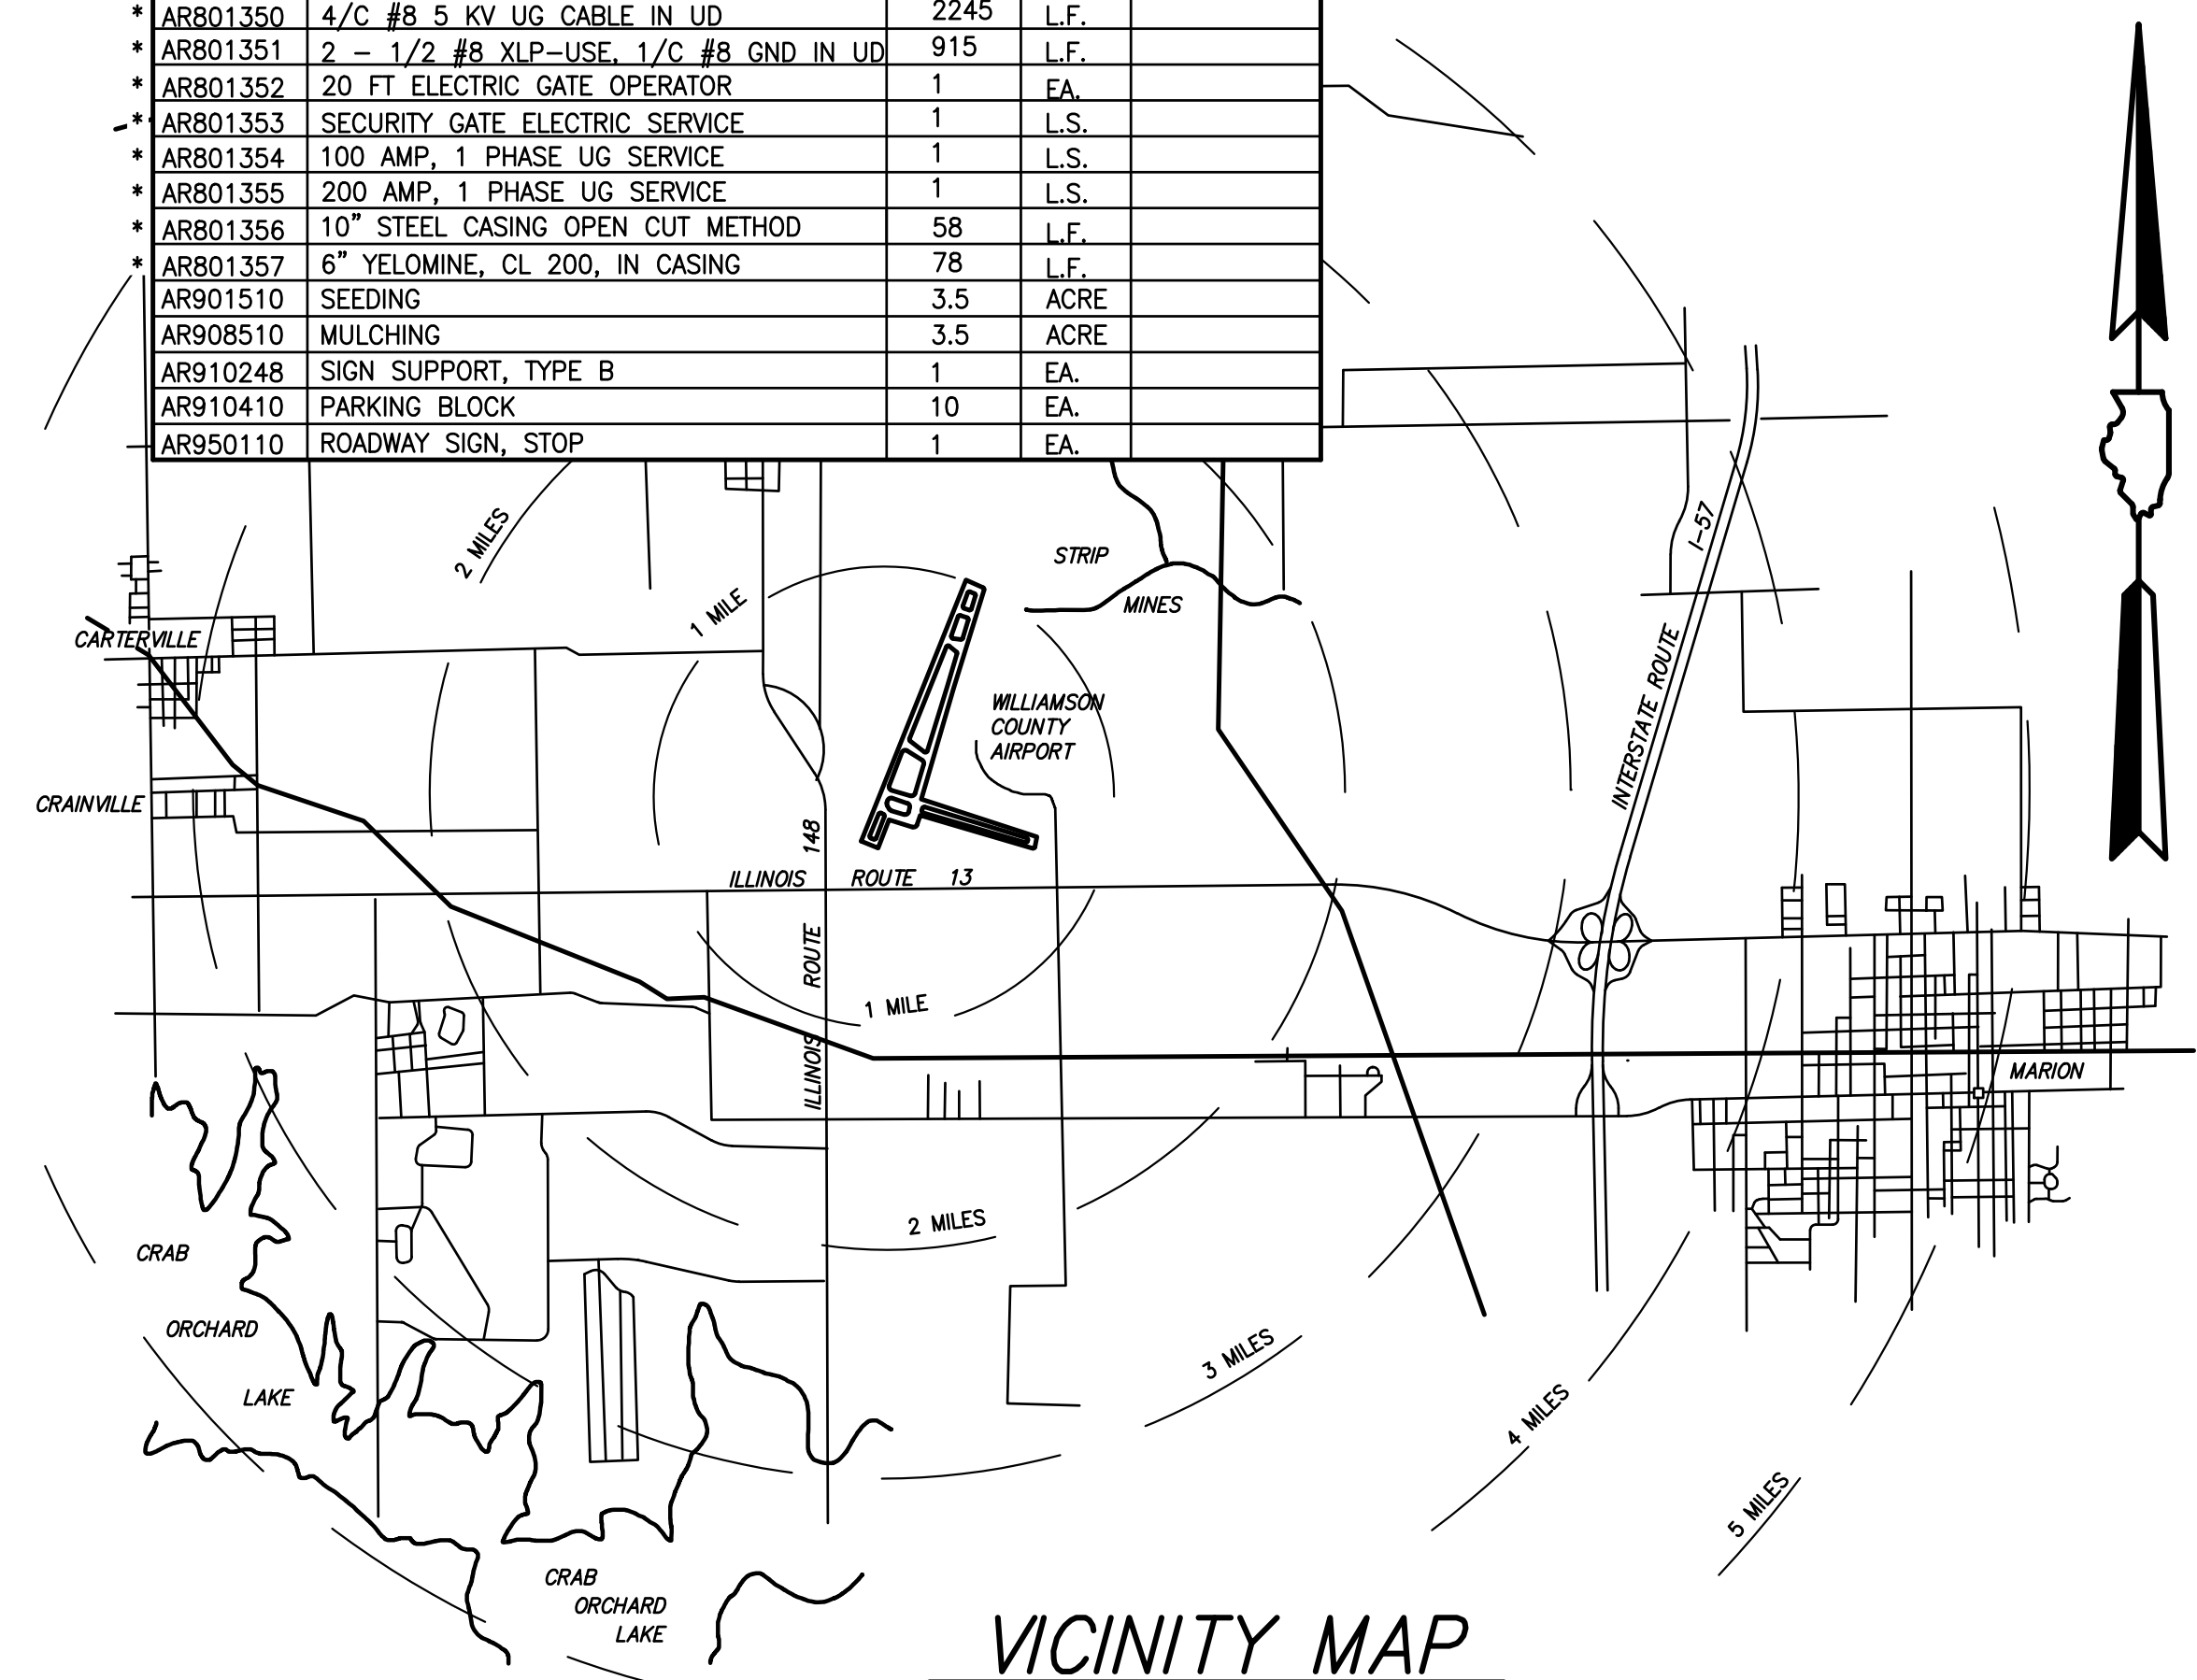 * AR801350 4/C #8 5 KV UG CABLE IN UD 2245 L.F.
* AR801351 2 - 1/2 #8 XLP-USE, 1/C #8 GND IN UD 915 L.F.
* AR801352 20 FT ELECTRIC GATE OPERATOR 1 EA.
* AR801353 SECURITY GATE ELECTRIC SERVICE 1 L.S.
* AR801354 100 AMP, 1 PHASE UG SERVICE 1 L.S.
* AR801355 200 AMP, 1 PHASE UG SERVICE 1 L.S.
* AR801356 10” STEEL CASING OPEN CUT METHOD 58 L.F.
* AR801357 6” YELOMINE, CL 200, IN CASING 78 L.F.
AR901510 SEEDING 3.5 ACRE
AR908510 MULCHING 3.5 ACRE
AR910248 SIGN SUPPORT, TYPE B 1 EA.
AR910410 PARKING BLOCK 10 EA.
AR950110 ROADWAY SIGN, STOP 1 EA.
2 MILES
STRIP
MINES
I-57
1 MILE
CARTERVILLE
WILLIAMSON
COUNTY
AIRPORT
INTERSTATE ROUTE
CRAINVILLE
ILLINOIS ROUTE 148
ILLINOIS ROUTE 13
1 MILE
MARION
2 MILES
CRAB
ORCHARD
LAKE
3 MILES
4 MILES
5 MILES
CRAB
ORCHARD
LAKE
VICINITY MAP